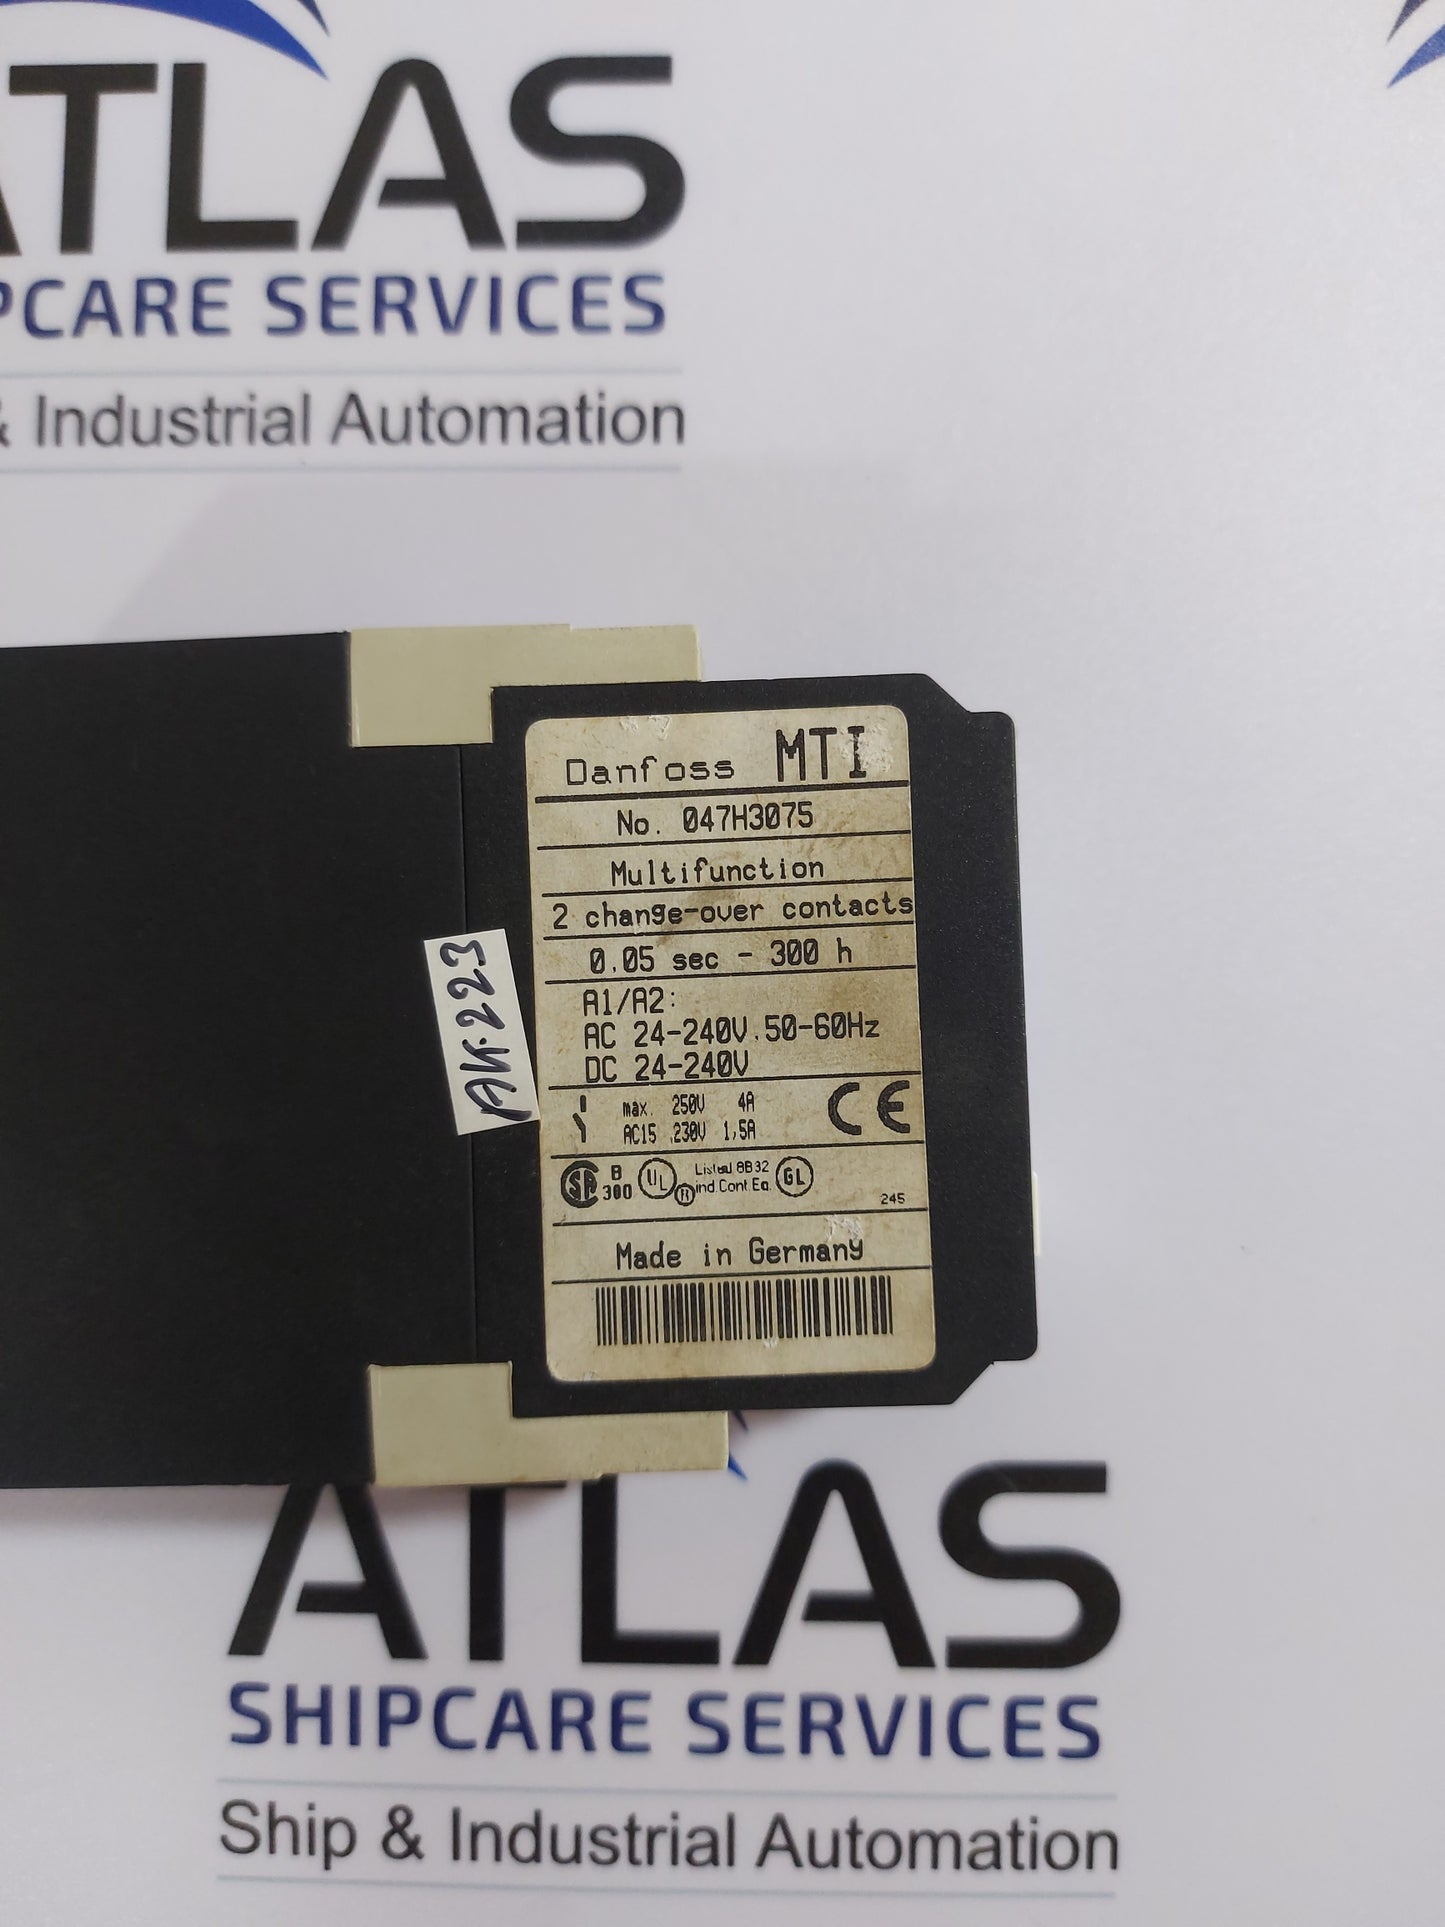 ATLAS
PCARE SERVICES
& Industrial Automation
Danfoss MTI
No. 047H3075
Multifunction
2 change-over contacts
0.05 sec - 300 h
A1/A2:
AC 24-240V.50-60Hz
DC 24-240V
max. 250V 4A
AC15 230V 1,5A
CE
SA B 300 UL R Listed 8B32 Ind.Cont.Eq. GL
245
Made in Germany
ATLAS
SHIPCARE SERVICES
Ship & Industrial Automation